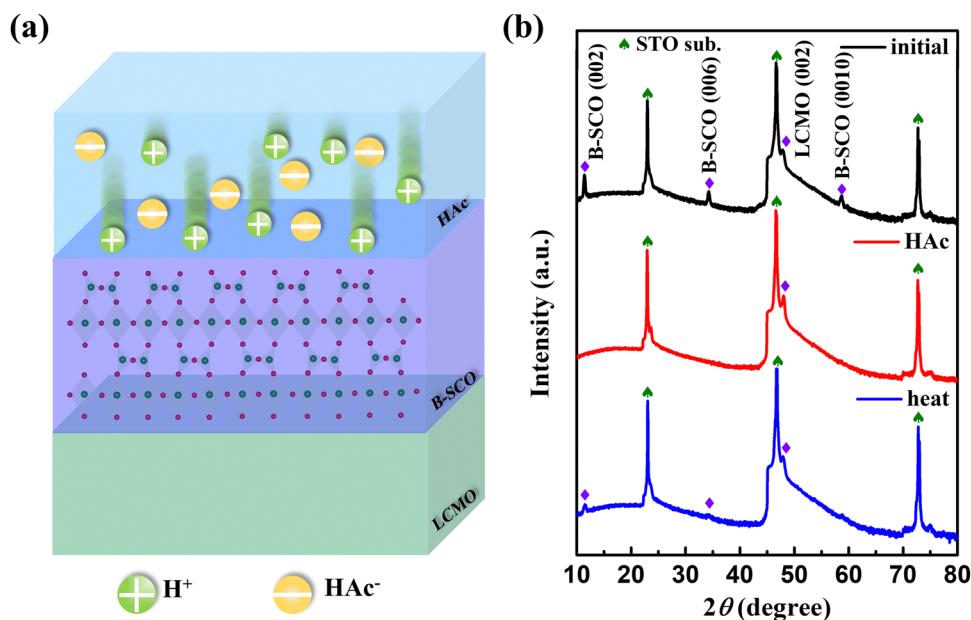 (a)
HAc
B-SCO
LCMO
H⁺
HAc⁻
(b)
STO sub.
initial
B-SCO (002)
B-SCO (006)
LCMO (002)
B-SCO (0010)
HAc
heat
Intensity (a.u.)
10 20 30 40 50 60 70 80
2θ (degree)